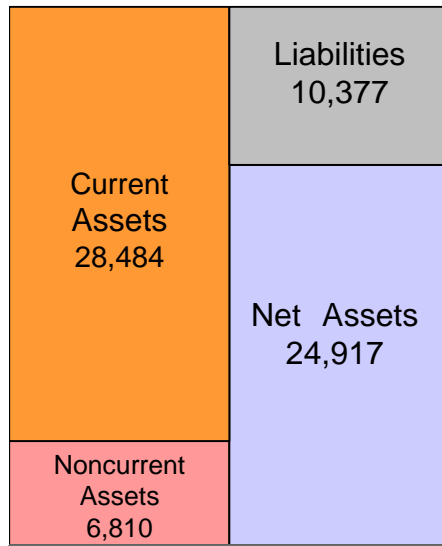 Current
Assets
28,484
Noncurrent
Assets
6,810
Liabilities
10,377
Net Assets
24,917